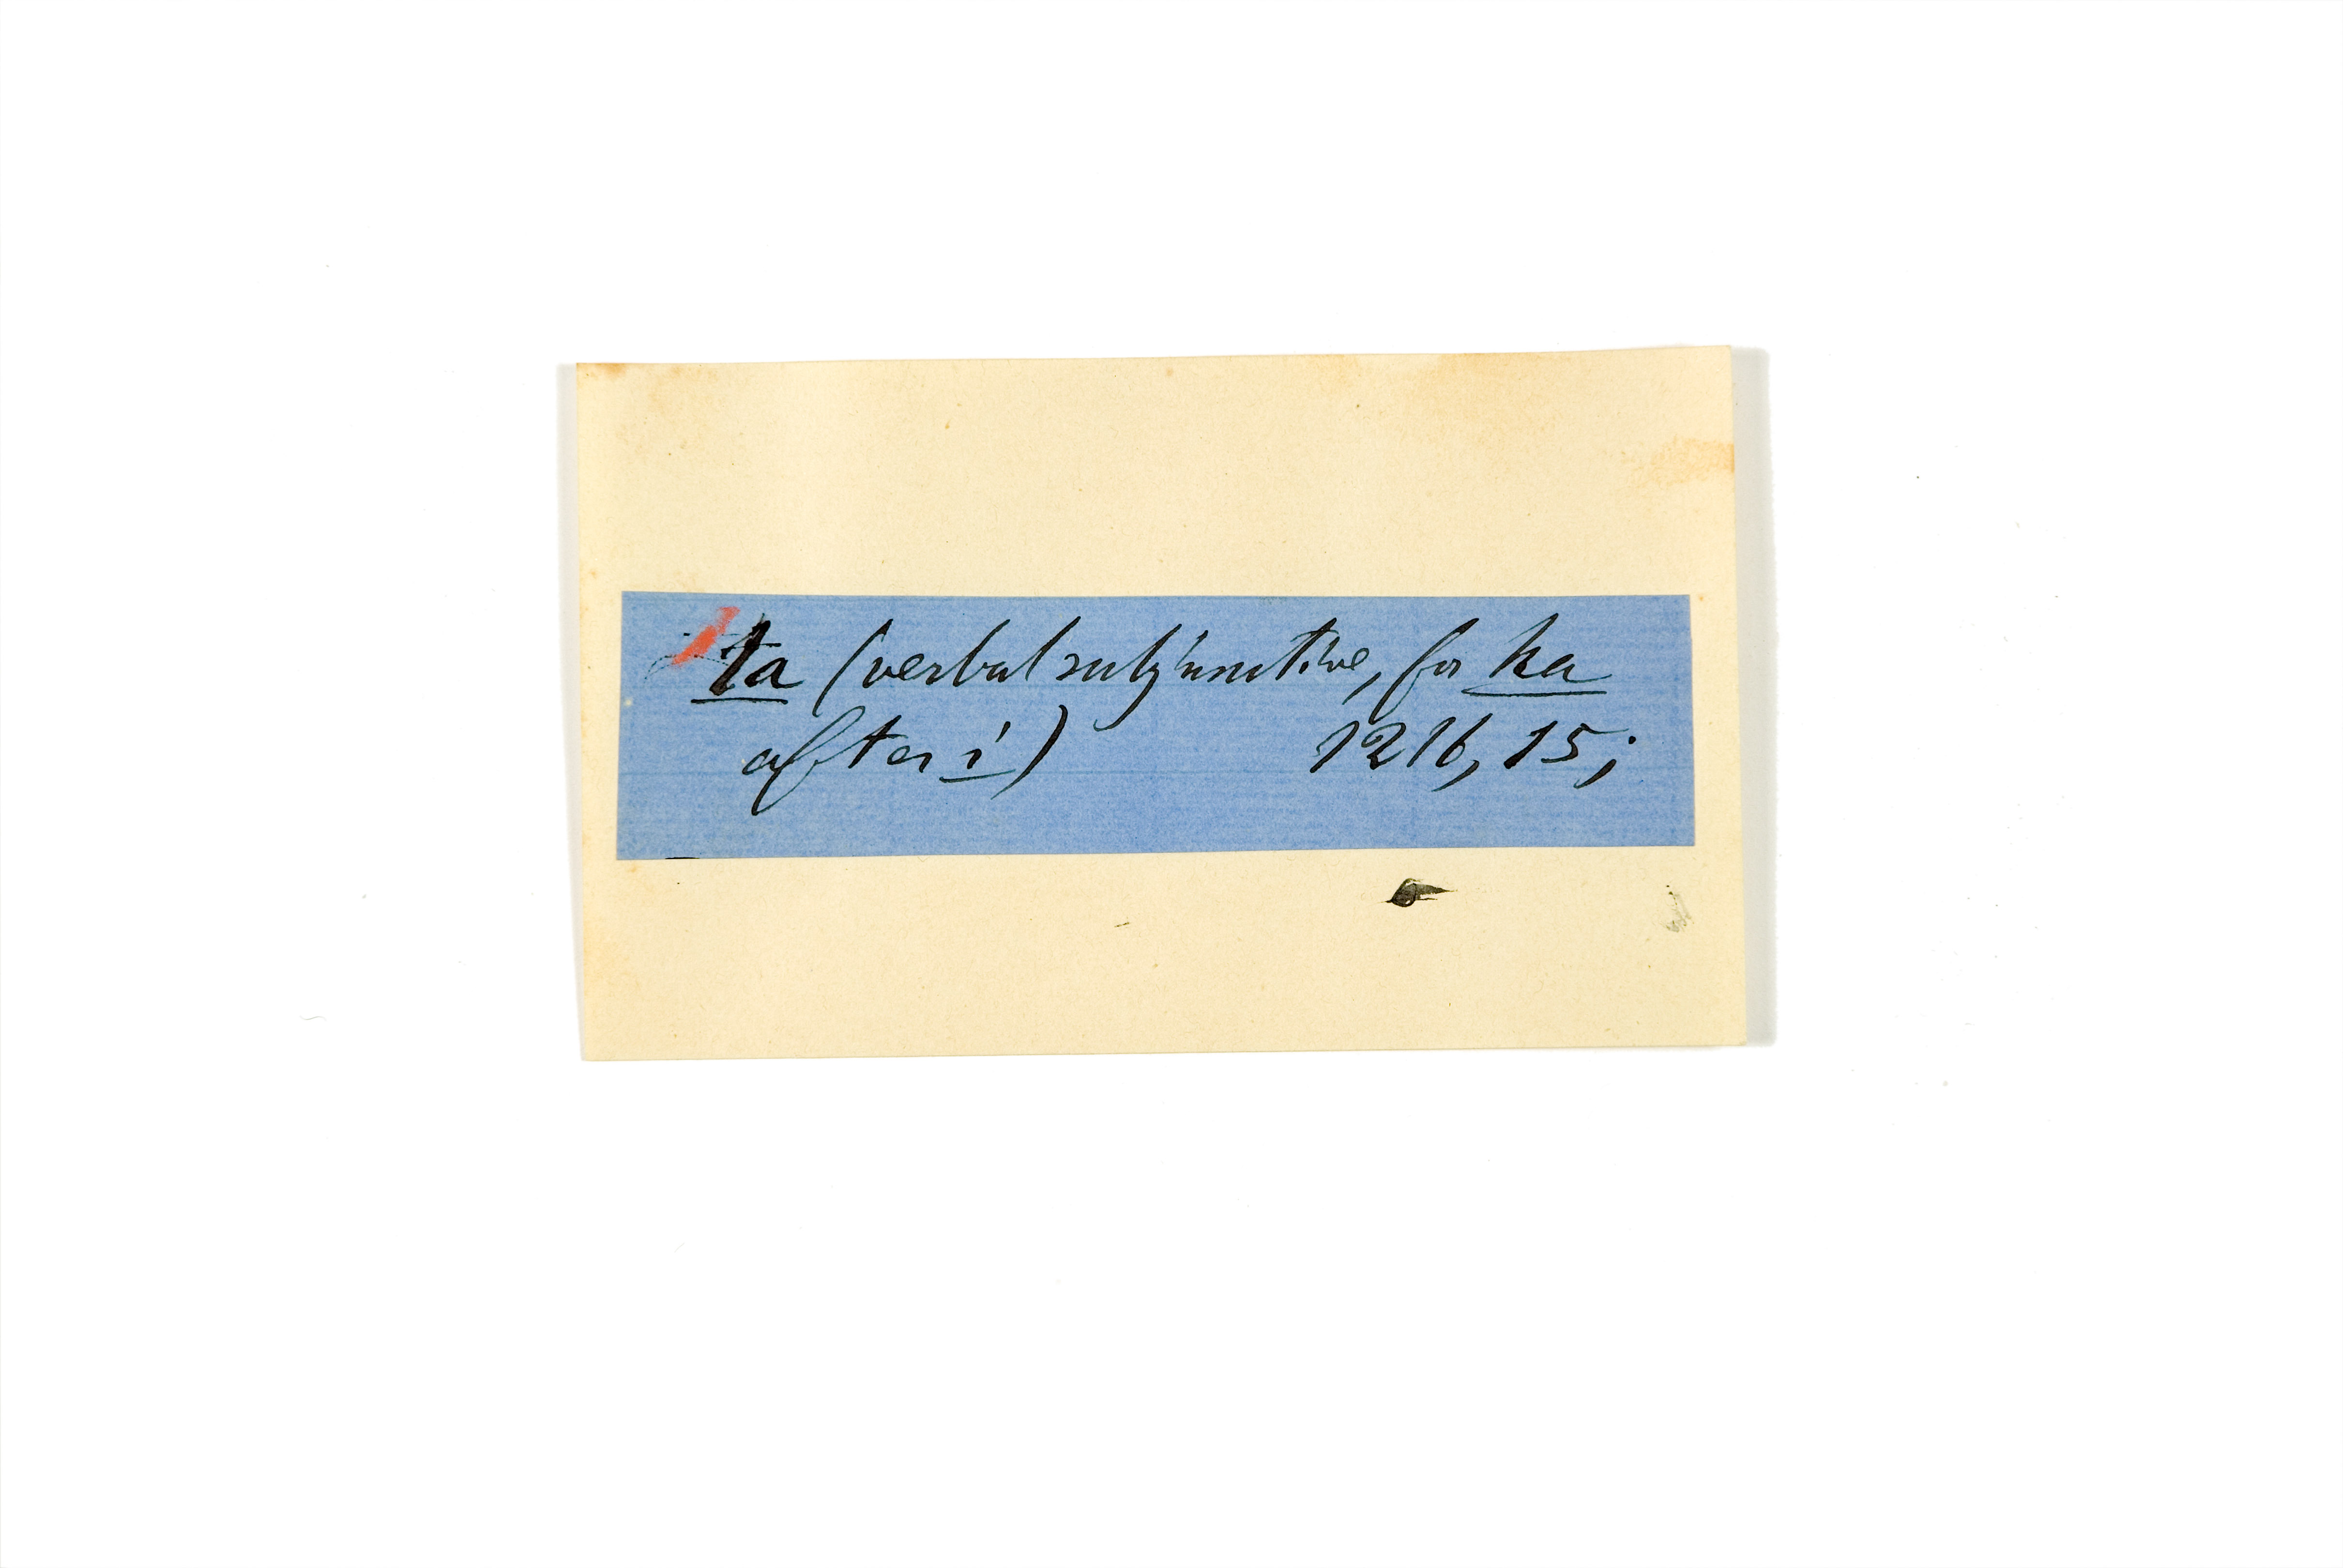 ta (verbal subjunctive, for ka
after i) 1216, 15;